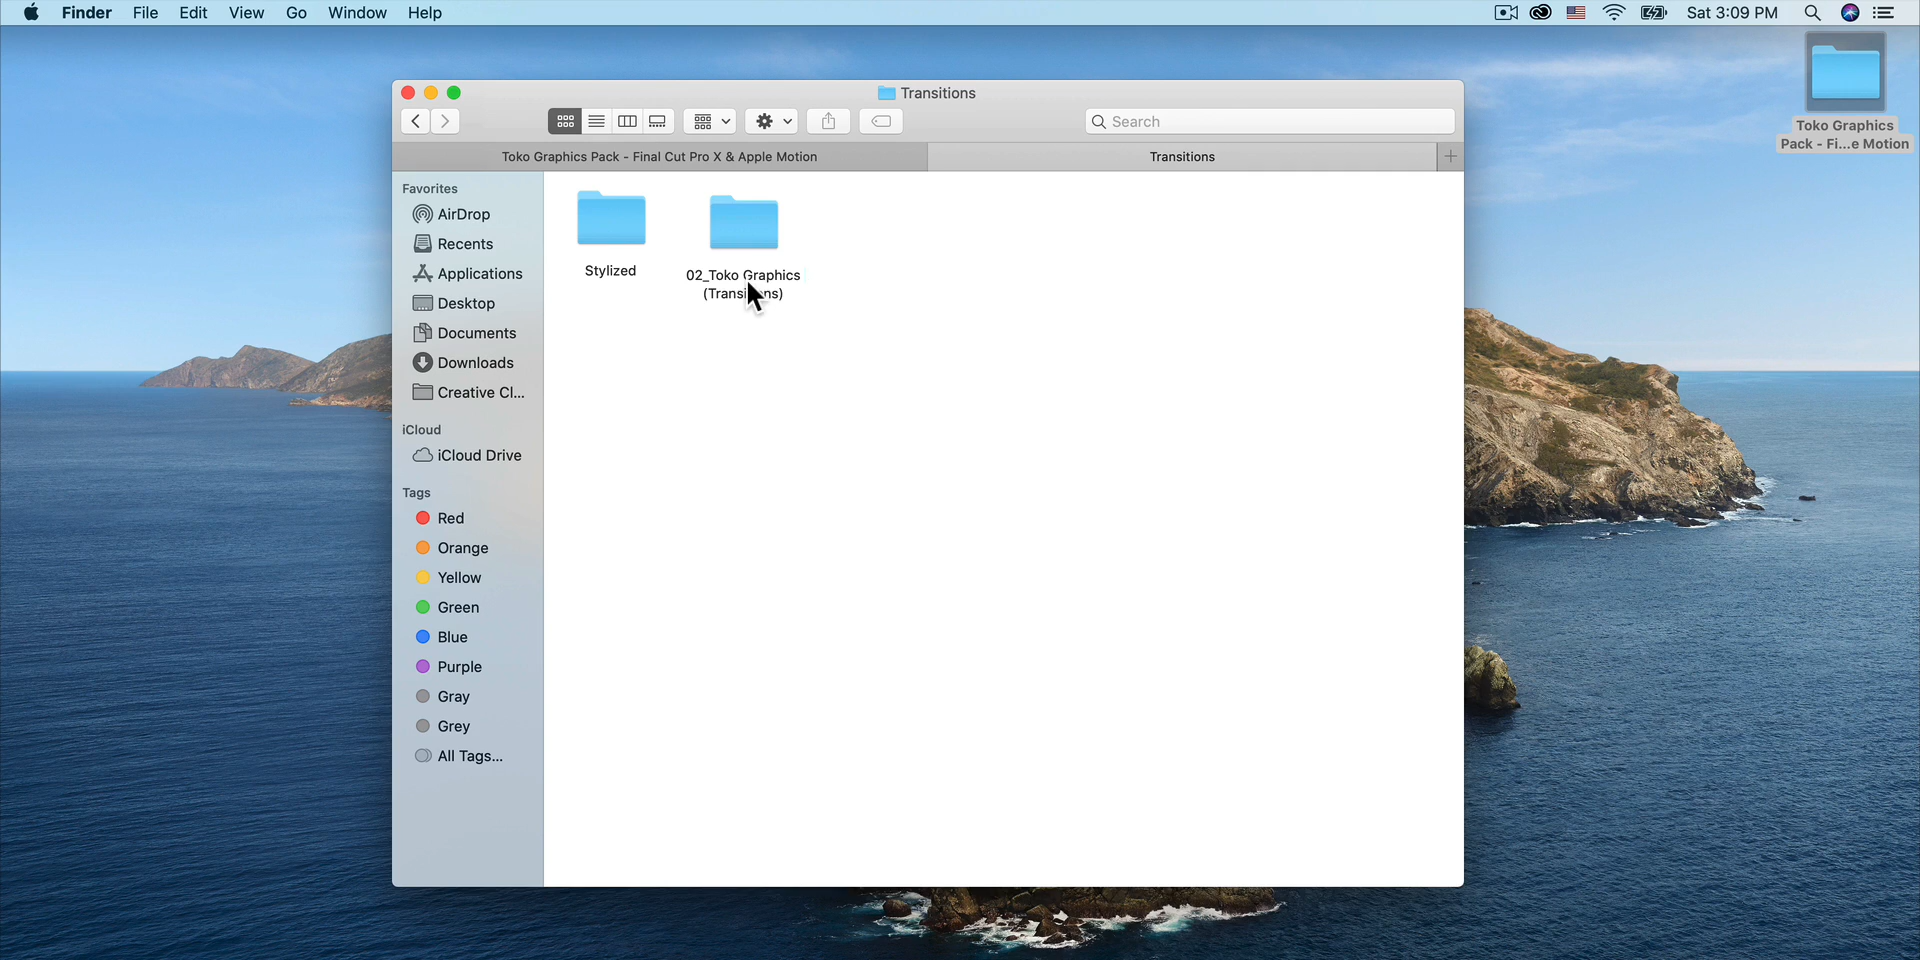 Finder File Edit View Go Window Help
Sat 3:09 PM
Toko Graphics
Pack - Fi...e Motion
Transitions
Search
Toko Graphics Pack - Final Cut Pro X & Apple Motion
Transitions
Favorites
AirDrop
Recents
Applications
Desktop
Documents
Downloads
Creative Cl...
iCloud
iCloud Drive
Tags
Red
Orange
Yellow
Green
Blue
Purple
Gray
Grey
All Tags...
Stylized
02_Toko Graphics
(Transitions)